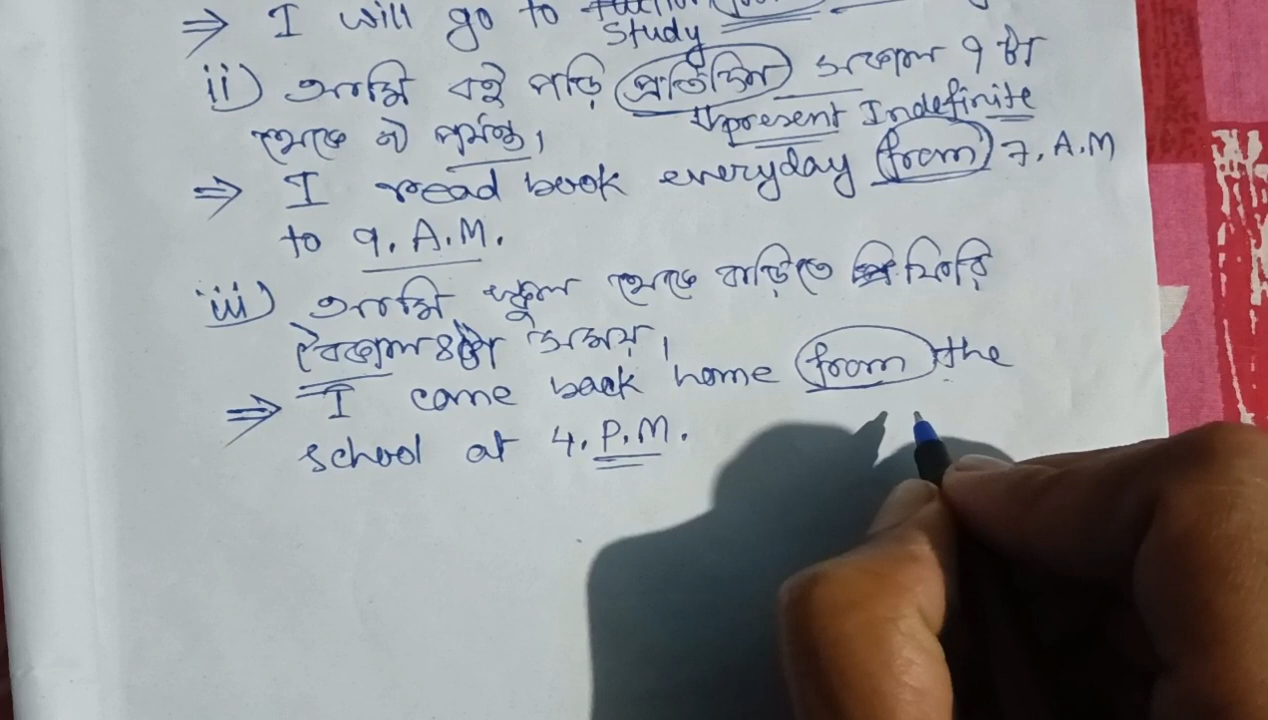 ⇒ I will go to
study
ii) আমি বই পড়ি প্রতিদিন সকাল ৭ টা
present Indefinite
থেকে ৯ পর্যন্ত।
⇒ I read book everyday from 7. A.M
to 9. A.M.
iii) আমি স্কুল থেকে বাড়িতে ফিরি
বৈকাল ৪টা সময়।
⇒ I come back home from the
school at 4. P.M.